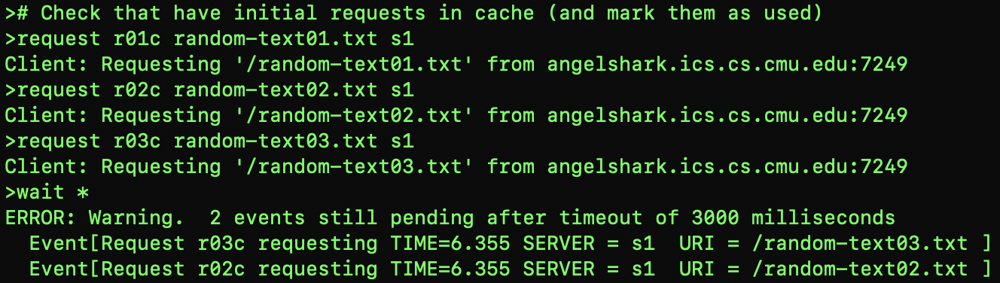 ># Check that have initial requests in cache (and mark them as used)
>request r01c random-text01.txt s1
Client: Requesting '/random-text01.txt' from angelshark.ics.cs.cmu.edu:7249
>request r02c random-text02.txt s1
Client: Requesting '/random-text02.txt' from angelshark.ics.cs.cmu.edu:7249
>request r03c random-text03.txt s1
Client: Requesting '/random-text03.txt' from angelshark.ics.cs.cmu.edu:7249
>wait *
ERROR: Warning.  2 events still pending after timeout of 3000 milliseconds
  Event[Request r03c requesting TIME=6.355 SERVER = s1  URI = /random-text03.txt ]
  Event[Request r02c requesting TIME=6.355 SERVER = s1  URI = /random-text02.txt ]